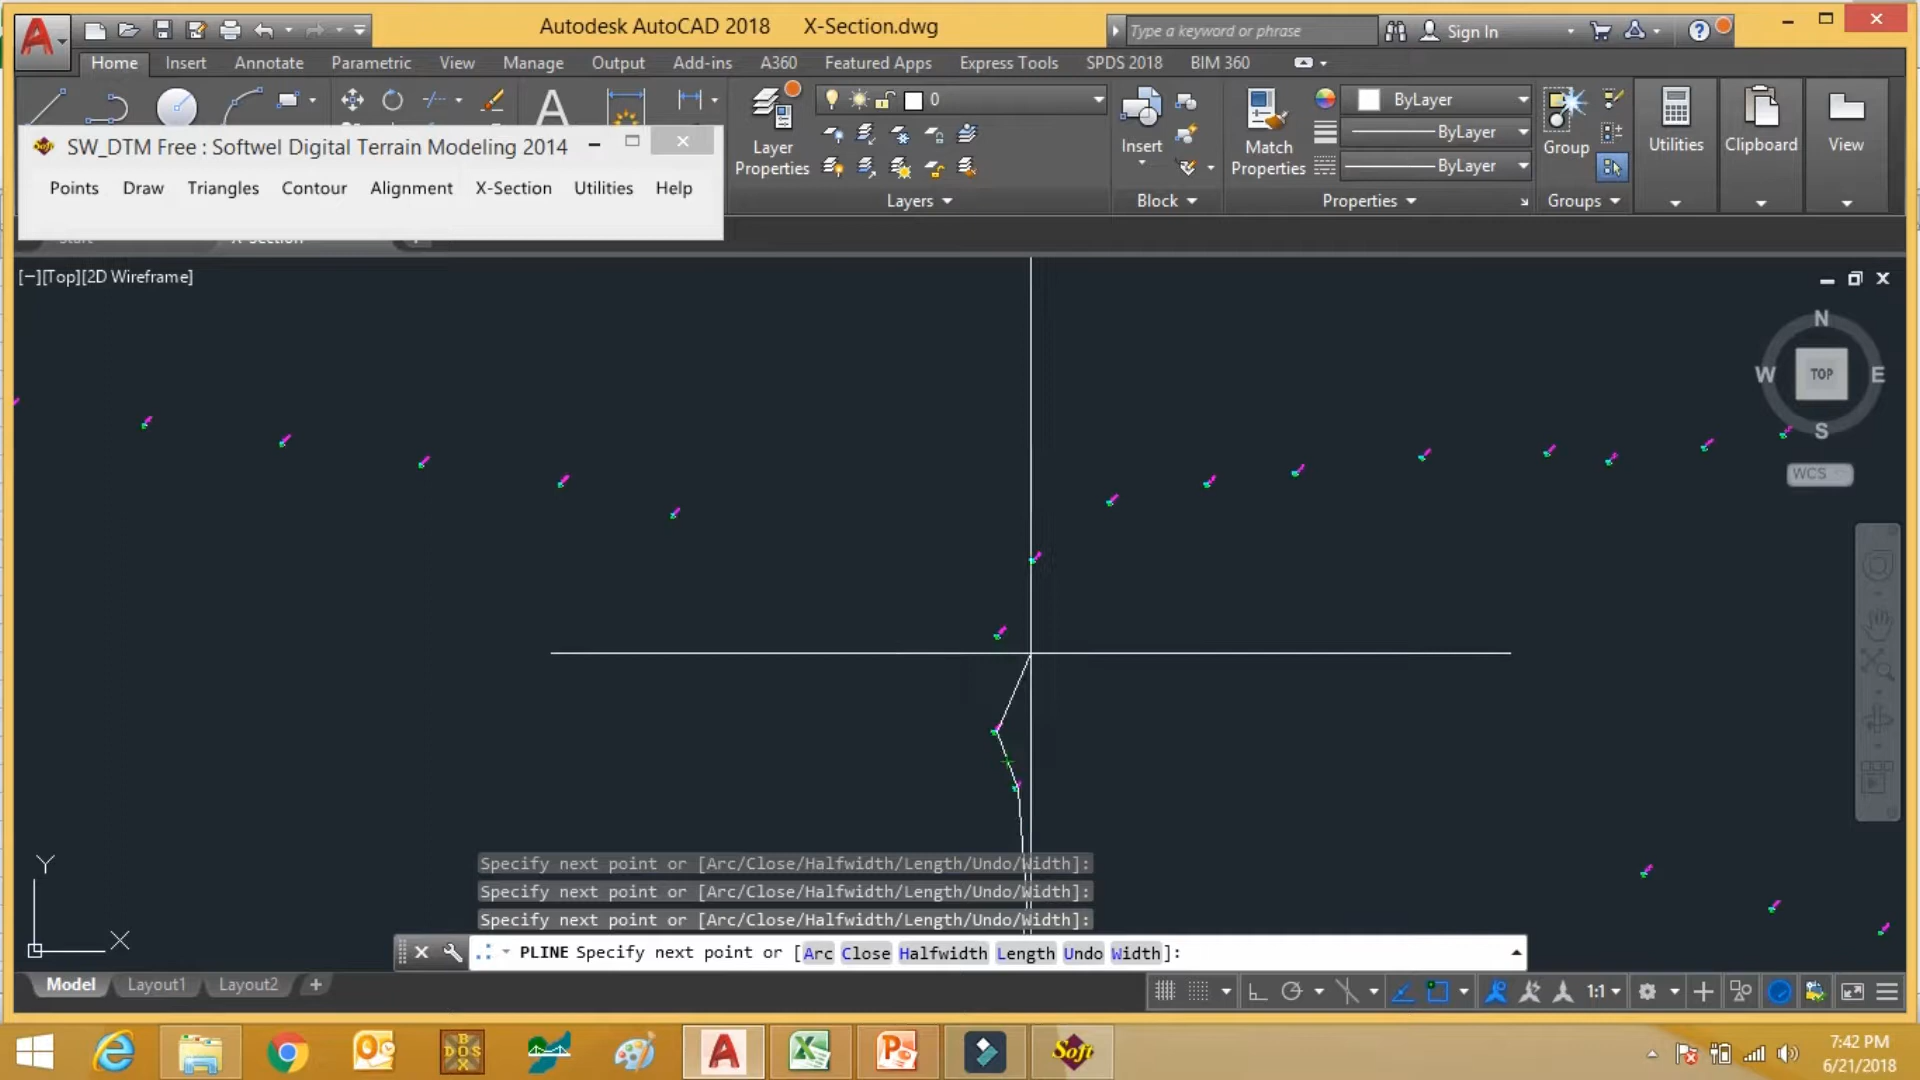 Autodesk AutoCAD 2018 X-Section.dwg
Type a keyword or phrase
Sign In
Home Insert Annotate Parametric View Manage Output Add-ins A360 Featured Apps Express Tools SPDS 2018 BIM 360
SW_DTM Free : Softwel Digital Terrain Modeling 2014
Points Draw Triangles Contour Alignment X-Section Utilities Help
A
Layer
Properties
0
Layers
Insert
Block
Match
Properties
ByLayer
ByLayer
ByLayer
Properties
Group
Groups
Utilities
Clipboard
View
[−][Top][2D Wireframe]
N
W TOP E
S
WCS
Y
X
Specify next point or [Arc/Close/Halfwidth/Length/Undo/Width]:
Specify next point or [Arc/Close/Halfwidth/Length/Undo/Width]:
Specify next point or [Arc/Close/Halfwidth/Length/Undo/Width]:
PLINE Specify next point or [Arc Close Halfwidth Length Undo Width]:
Model Layout1 Layout2 +
1:1
DOS
Soft
7:42 PM
6/21/2018